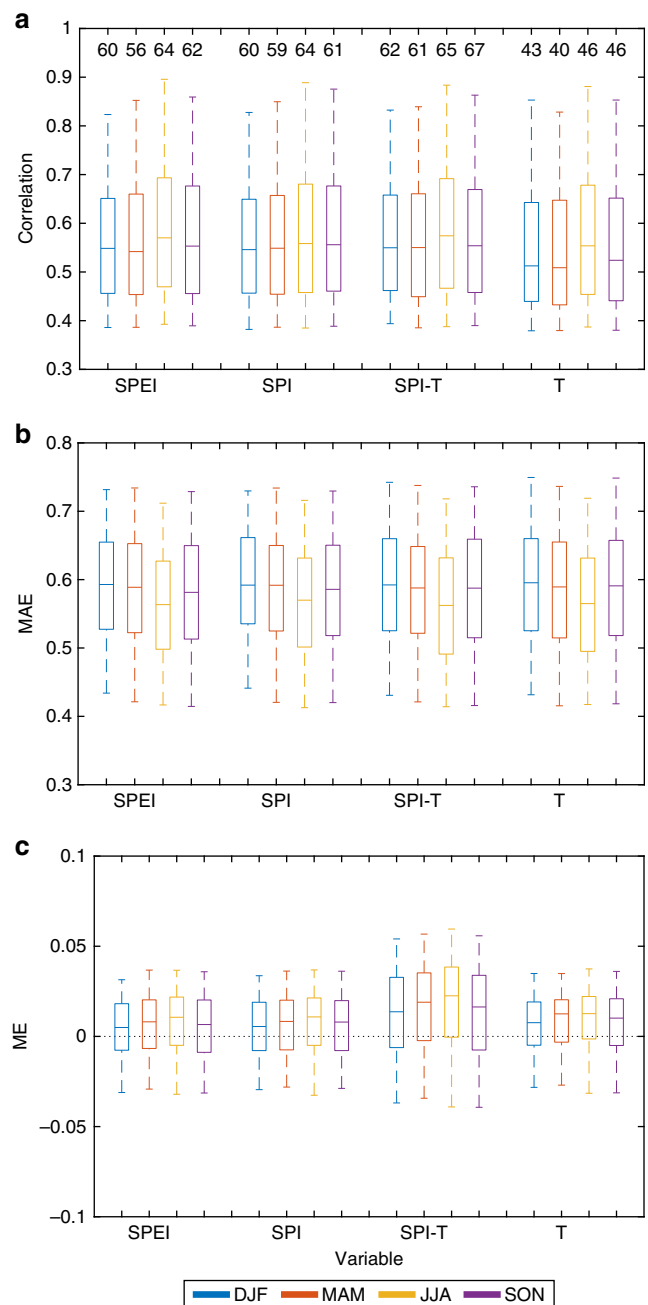 a
1
60 56 64 62 60 59 64 61 62 61 65 67 43 40 46 46
0.9
0.8
0.7
Correlation
0.6
0.5
0.4
0.3
SPEI SPI SPI-T T
b
0.8
0.7
0.6
MAE
0.5
0.4
0.3
SPEI SPI SPI-T T
c
0.1
0.05
ME
0
–0.05
–0.1
SPEI SPI SPI-T T
Variable
DJF MAM JJA SON